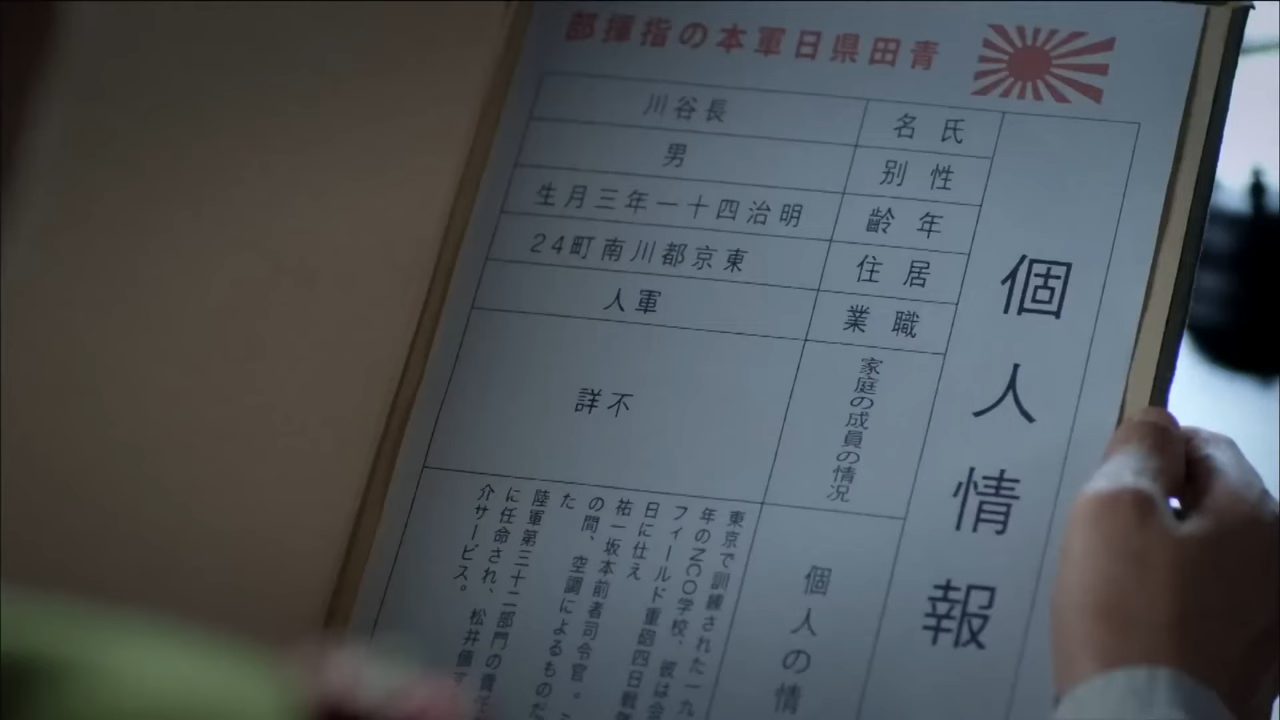 青田県日軍本の指揮部
個人情報
氏名
長谷川
性別
男
年齡
明治四十一年三月生
居住
東京都川南町24
職業
軍人
家庭の成員の情况
不詳
個人の情
東京で訓練された一九
年のNCO学校、彼は会
フィールド重砲四日戦
日に仕え
祐一坂本前者司令官。
の間、空調によるものだ
た
陸軍第三十二部門の責任
に任命され、松井
介サービス。